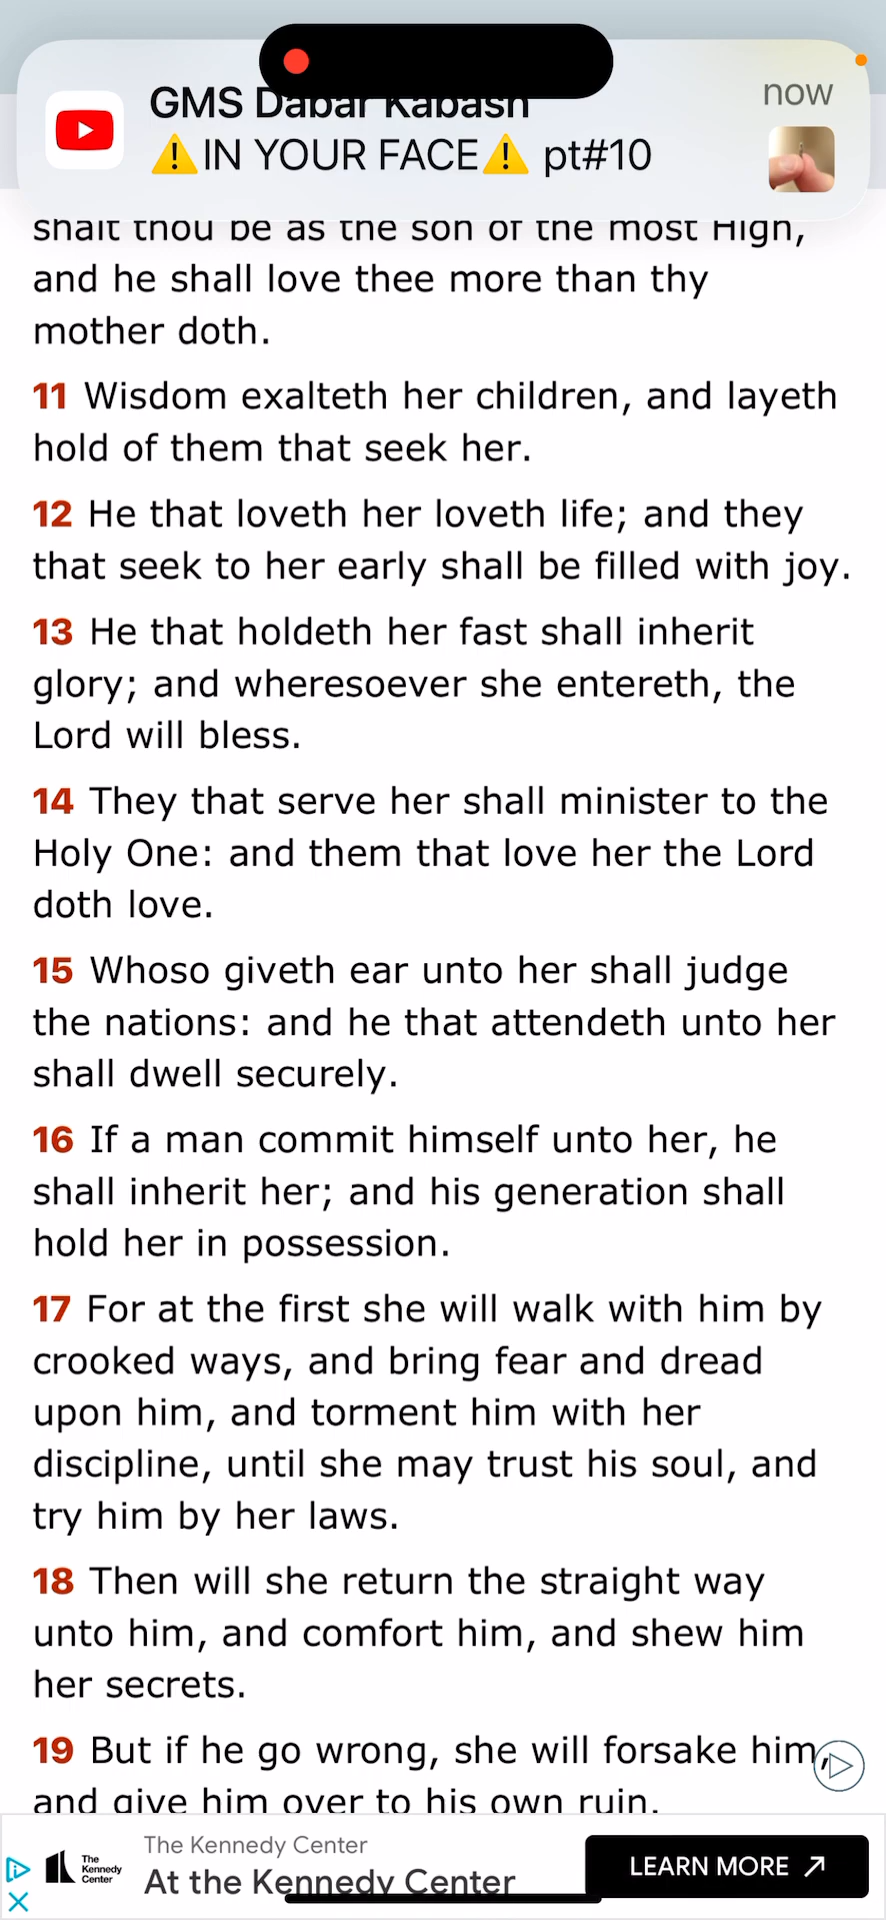 GMS Dabar Kabash
now
⚠️IN YOUR FACE⚠️ pt#10
shalt thou be as the son of the most High,
and he shall love thee more than thy
mother doth.
11 Wisdom exalteth her children, and layeth
hold of them that seek her.
12 He that loveth her loveth life; and they
that seek to her early shall be filled with joy.
13 He that holdeth her fast shall inherit
glory; and wheresoever she entereth, the
Lord will bless.
14 They that serve her shall minister to the
Holy One: and them that love her the Lord
doth love.
15 Whoso giveth ear unto her shall judge
the nations: and he that attendeth unto her
shall dwell securely.
16 If a man commit himself unto her, he
shall inherit her; and his generation shall
hold her in possession.
17 For at the first she will walk with him by
crooked ways, and bring fear and dread
upon him, and torment him with her
discipline, until she may trust his soul, and
try him by her laws.
18 Then will she return the straight way
unto him, and comfort him, and shew him
her secrets.
19 But if he go wrong, she will forsake him,
and give him over to his own ruin.
The
Kennedy
Center
The Kennedy Center
At the Kennedy Center
LEARN MORE